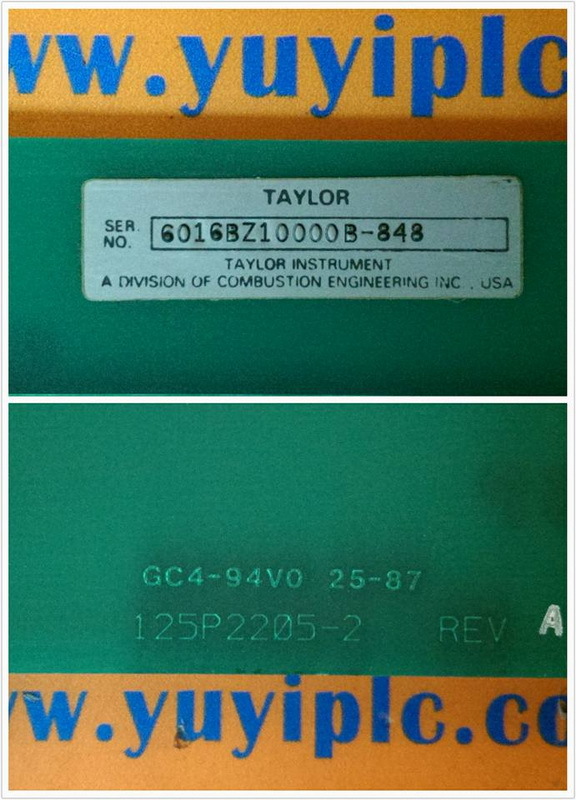 ww.yuyiplc
TAYLOR
SER. NO. 6016BZ10000B-848
TAYLOR INSTRUMENT
A DIVISION OF COMBUSTION ENGINEERING INC., USA
GC4-94V0 25-87
125P2205-2 REV A
w.yuyiplc.co